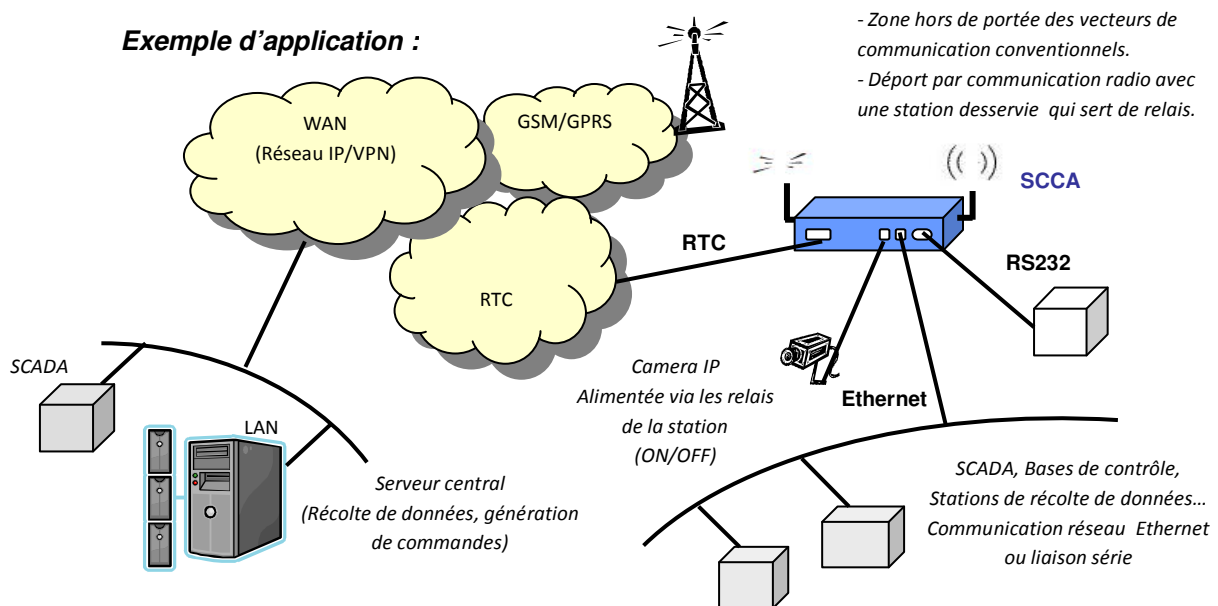 Exemple d'application :
- Zone hors de portée des vecteurs de
communication conventionnels.
- Déport par communication radio avec
une station desservie qui sert de relais.
WAN
(Réseau IP/VPN)
GSM/GPRS
SCCA
RTC
RS232
RTC
SCADA
Camera IP
Alimentée via les relais
de la station
(ON/OFF)
Ethernet
LAN
Serveur central
(Récolte de données, génération
de commandes)
SCADA, Bases de contrôle,
Stations de récolte de données…
Communication réseau Ethernet
ou liaison série